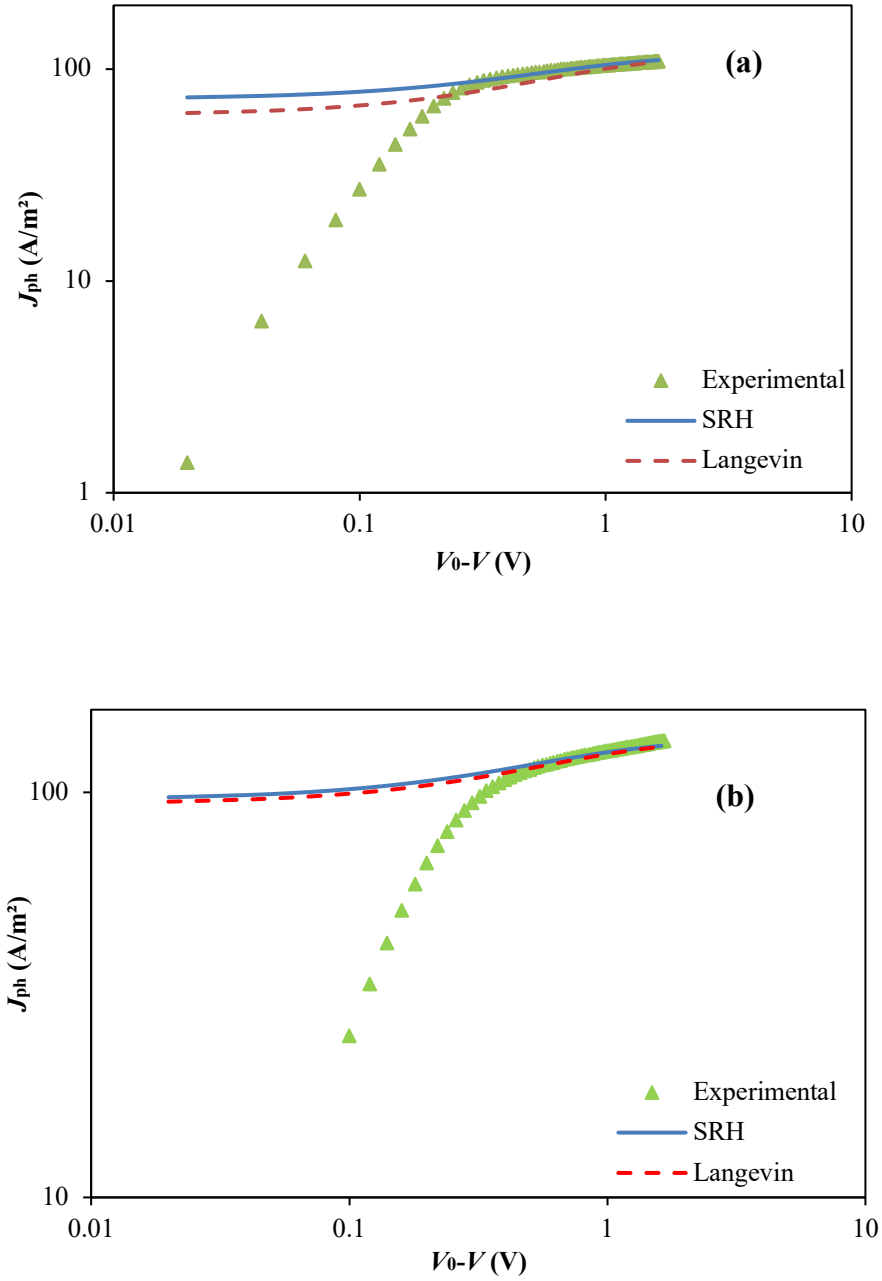 (a)
100
10
1
0.01 0.1 1 10
Jph (A/m²)
V0-V (V)
Experimental
SRH
Langevin
(b)
100
10
0.01 0.1 1 10
Jph (A/m²)
V0-V (V)
Experimental
SRH
Langevin